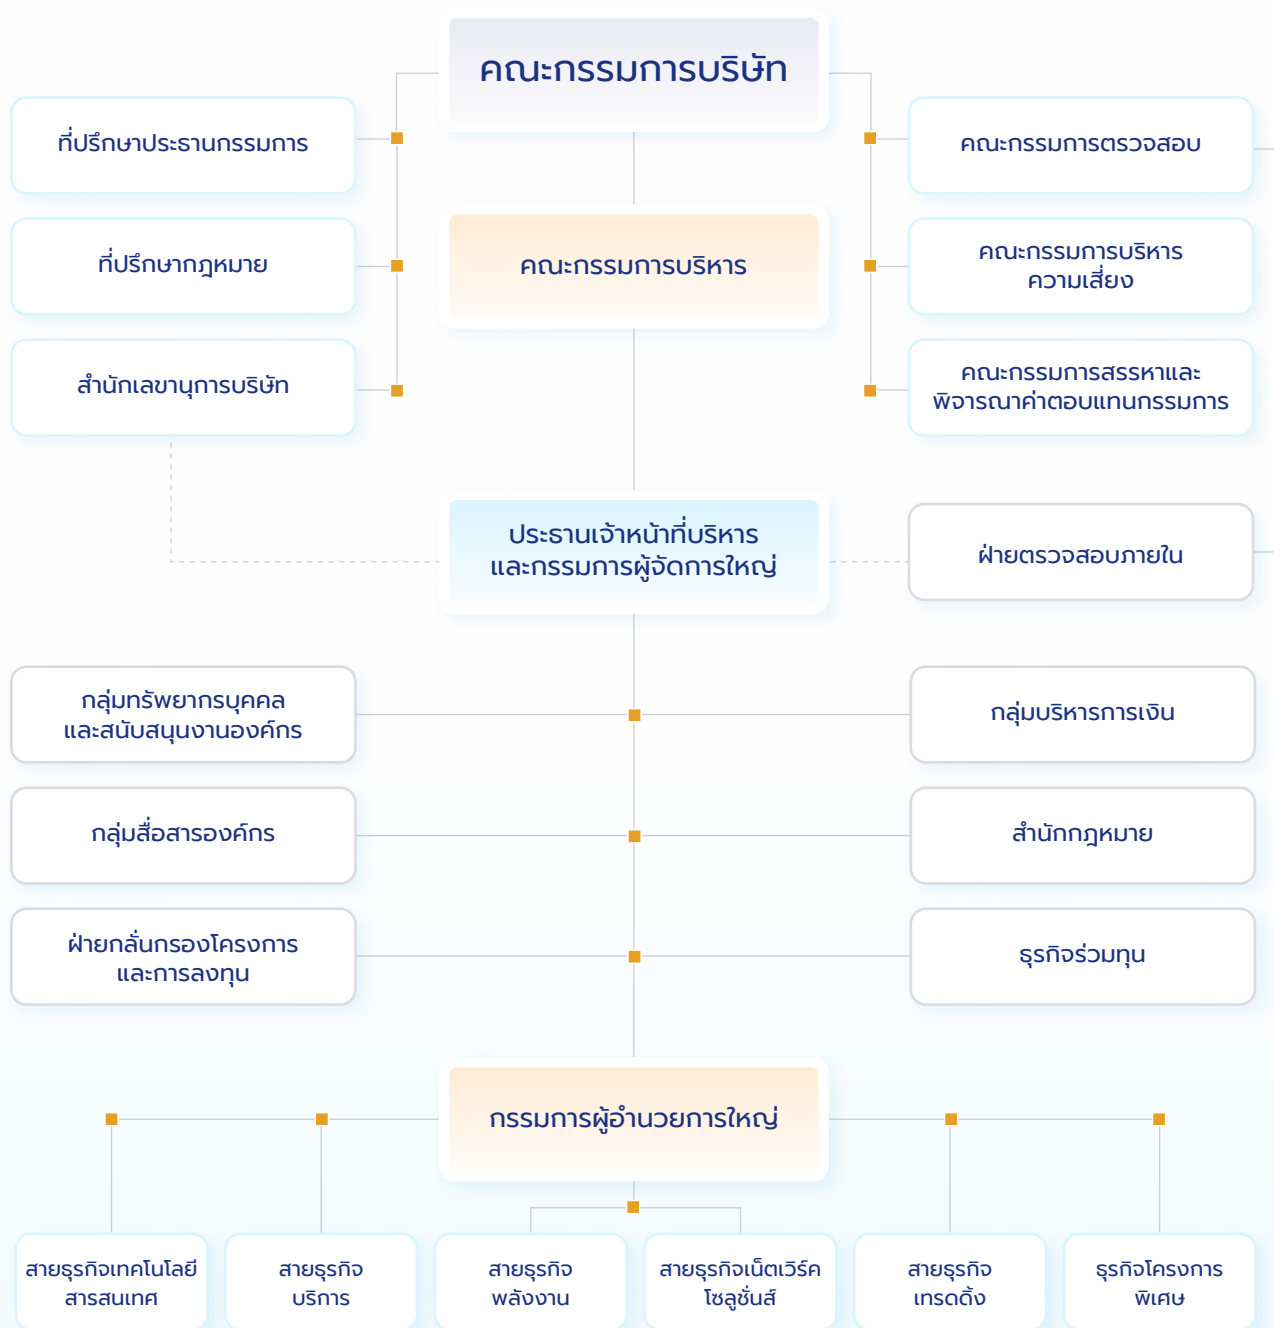 คณะกรรมการบริษัท
ที่ปรึกษาประธานกรรมการ
คณะกรรมการตรวจสอบ
ที่ปรึกษากฎหมาย
คณะกรรมการบริหาร
คณะกรรมการบริหาร
ความเสี่ยง
สำนักเลขานุการบริษัท
คณะกรรมการสรรหาและ
พิจารณาค่าตอบแทนกรรมการ
ประธานเจ้าหน้าที่บริหาร
และกรรมการผู้จัดการใหญ่
ฝ่ายตรวจสอบภายใน
กลุ่มทรัพยากรบุคคล
และสนับสนุนงานองค์กร
กลุ่มบริหารการเงิน
กลุ่มสื่อสารองค์กร
สำนักกฎหมาย
ฝ่ายกลั่นกรองโครงการ
และการลงทุน
ธุรกิจร่วมทุน
กรรมการผู้อำนวยการใหญ่
สายธุรกิจเทคโนโลยี
สารสนเทศ
สายธุรกิจ
บริการ
สายธุรกิจ
พลังงาน
สายธุรกิจเน็ตเวิร์ค
โซลูชั่นส์
สายธุรกิจ
เทรดดิ้ง
ธุรกิจโครงการ
พิเศษ